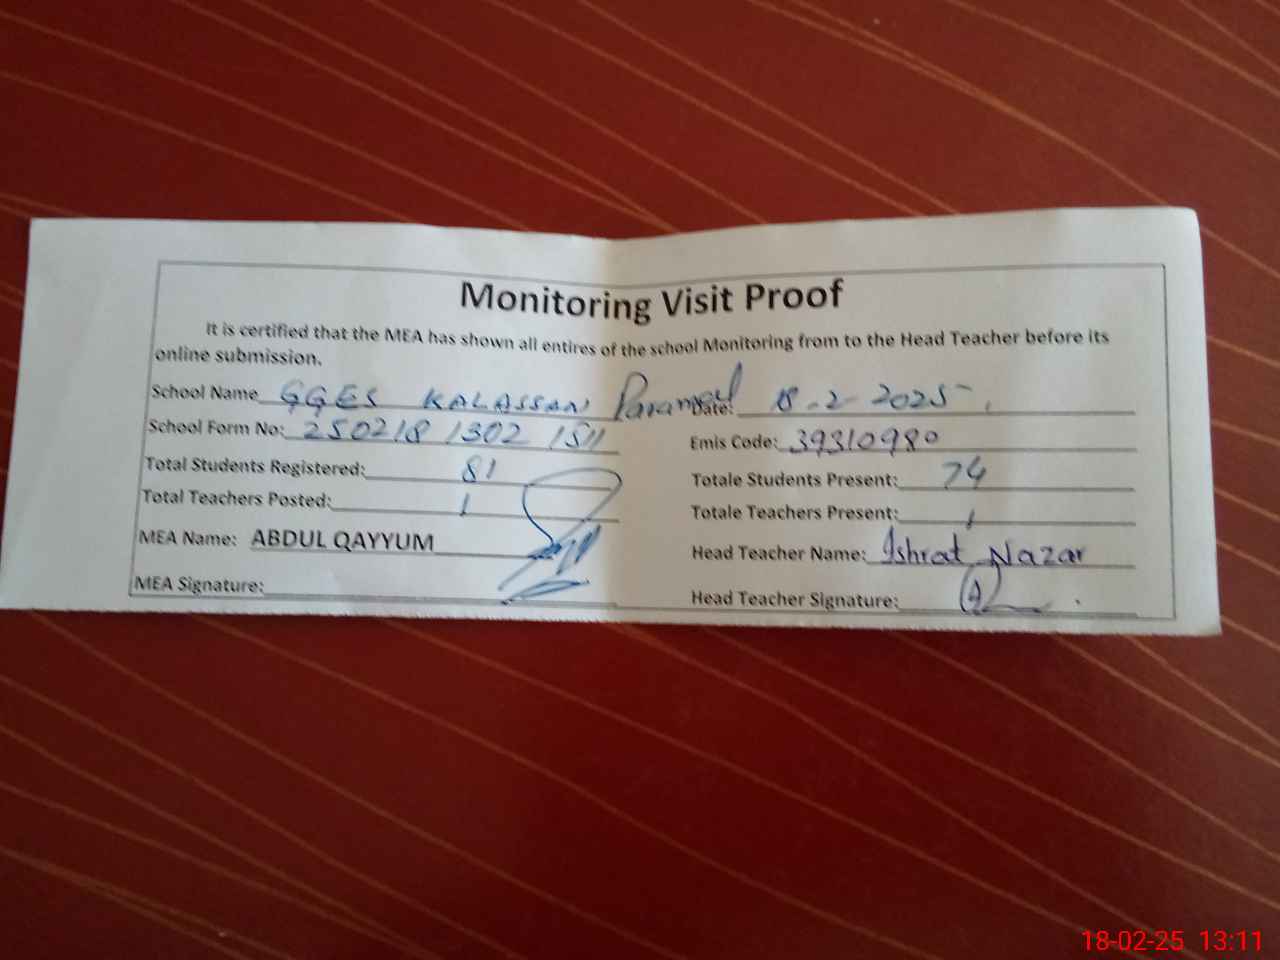 Monitoring Visit Proof
It is certified that the MEA has shown all entires of the school Monitoring from to the Head Teacher before its
online submission.
School Name GGES KALASSAN Date: 18-2-2025
School Form No: 250218 1302 1511 Emis Code: 39310980
Total Students Registered: 81 Totale Students Present: 74
Total Teachers Posted: 1 Totale Teachers Present: 1
MEA Name: ABDUL QAYYUM Head Teacher Name: Ishrat Nazar
MEA Signature: Head Teacher Signature:
18-02-25 13:11